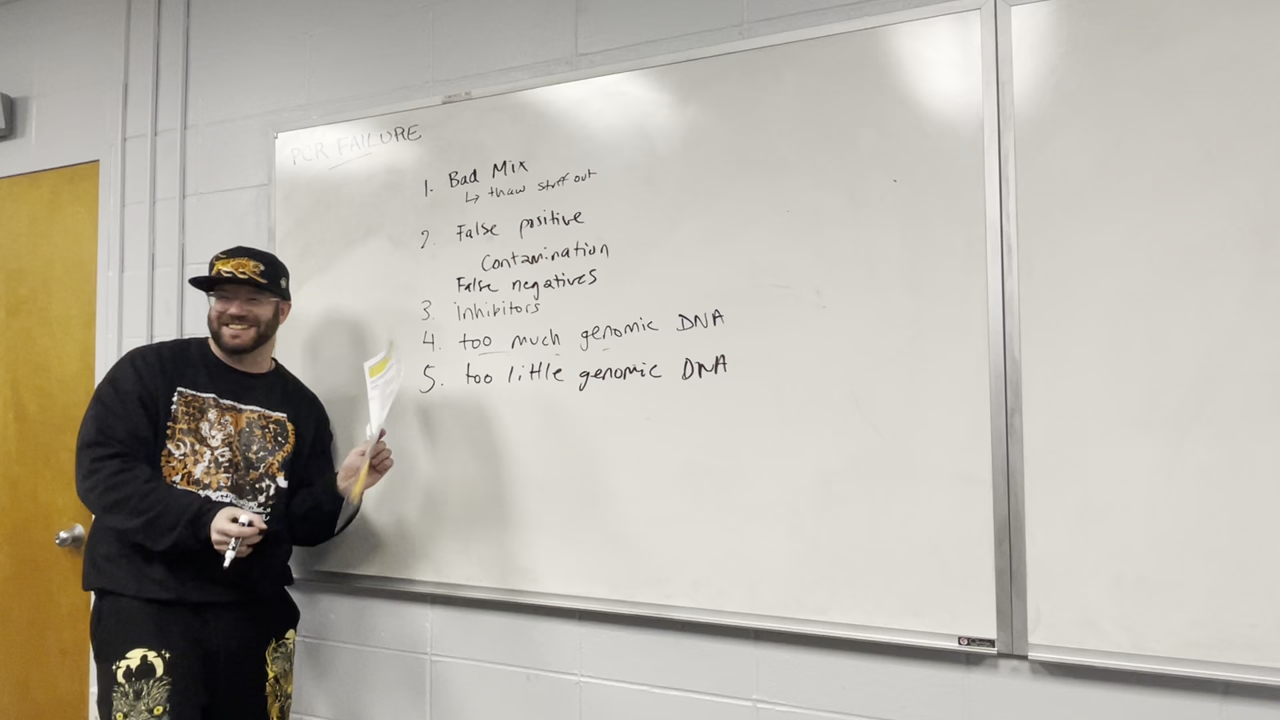 PCR FAILURE
1. Bad Mix
↳ thaw stuff out
2. False positive
Contamination
False negatives
3. inhibitors
4. too much genomic DNA
5. too little genomic DNA